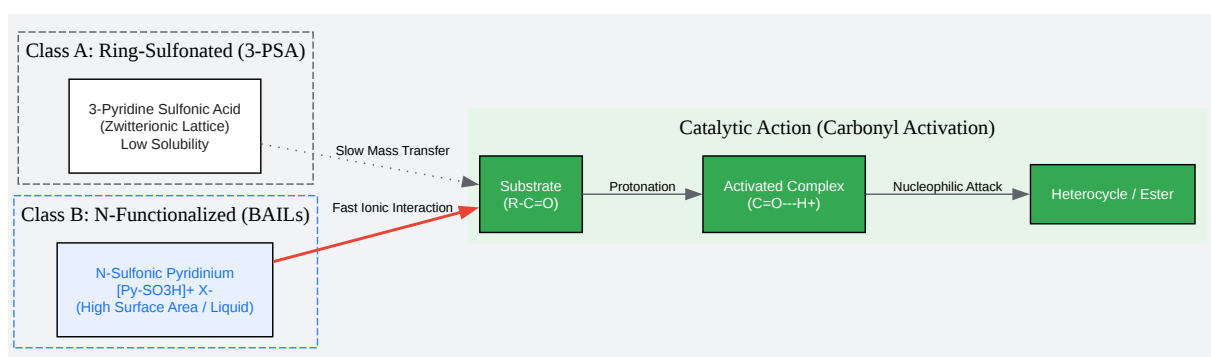 Class A: Ring-Sulfonated (3-PSA)
3-Pyridine Sulfonic Acid
(Zwitterionic Lattice)
Low Solubility
Slow Mass Transfer
Class B: N-Functionalized (BAILs)
N-Sulfonic Pyridinium
[Py-SO3H]+ X-
(High Surface Area / Liquid)
Fast Ionic Interaction
Catalytic Action (Carbonyl Activation)
Substrate
(R-C=O)
Protonation
Activated Complex
(C=O---H+)
Nucleophilic Attack
Heterocycle / Ester